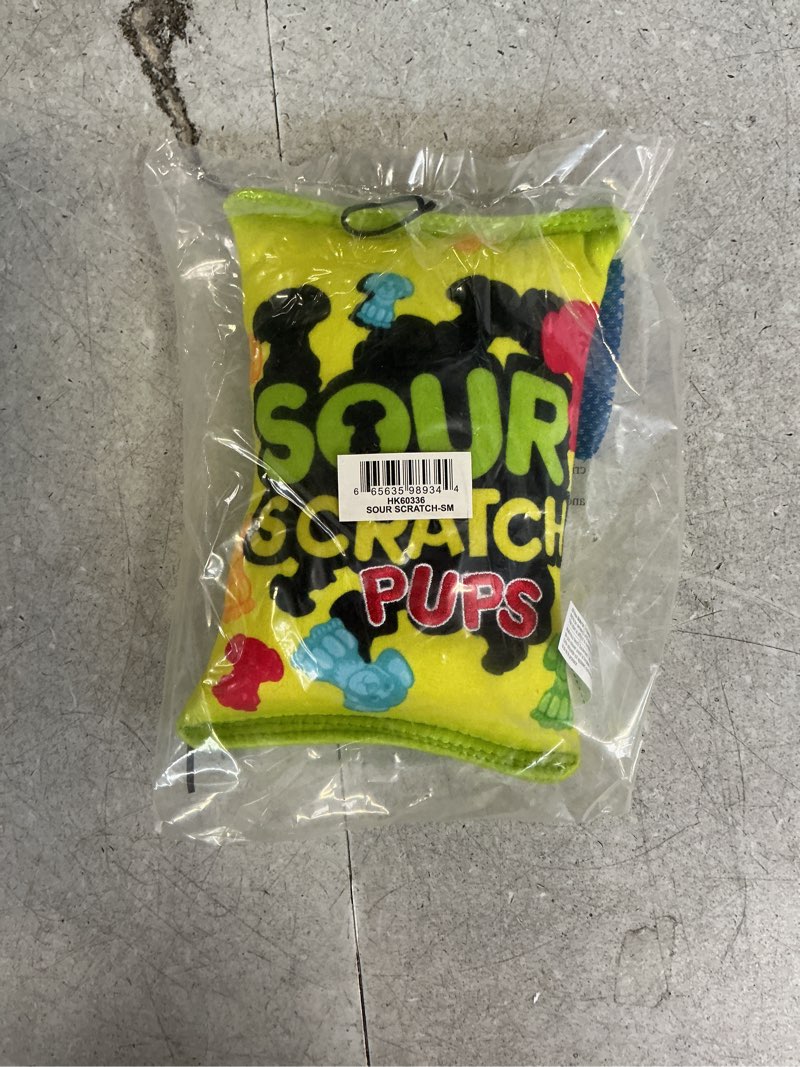 SOUR
6 65635 98934 4
HK60336
SOUR SCRATCH-SM
SCRATCH
PUPS